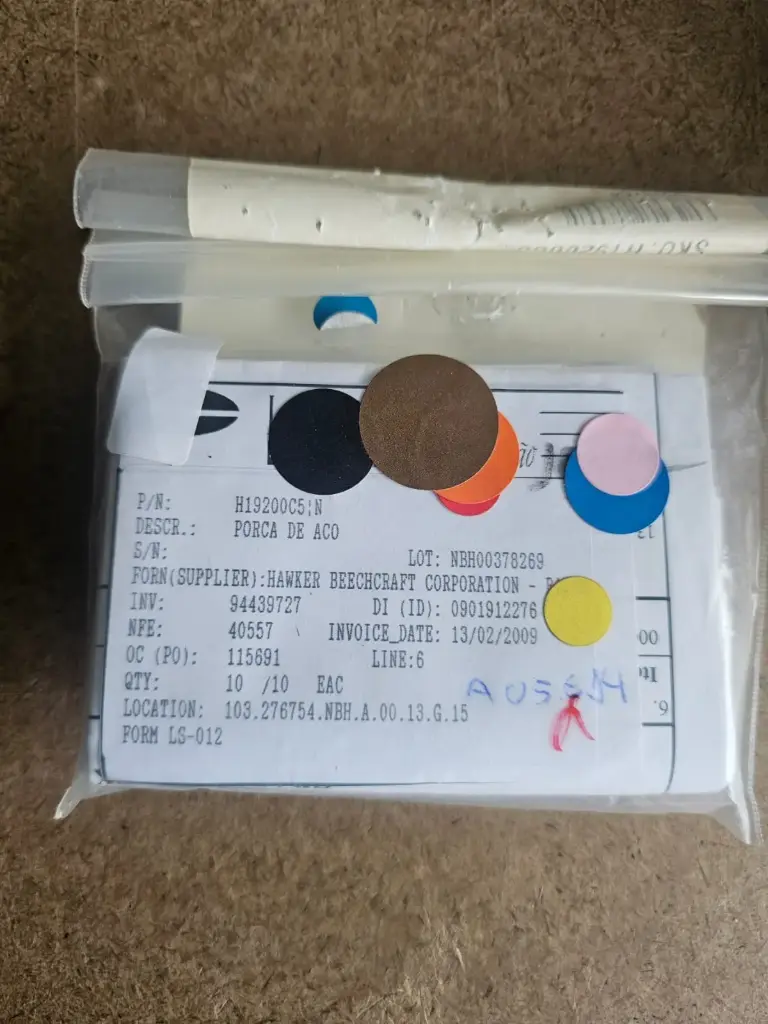 ão
P/N: H19200C5¦N
DESCR.: PORCA DE ACO
S/N: LOT: NBH00378269
FORN(SUPPLIER):HAWKER BEECHCRAFT CORPORATION -
INV: 94439727 DI (ID): 0901912276
NFE: 40557 INVOICE_DATE: 13/02/2009
OC (PO): 115691 LINE:6
QTY: 10 /10 EAC
LOCATION: 103.276754.NBH.A.00.13.G.15
FORM LS-012